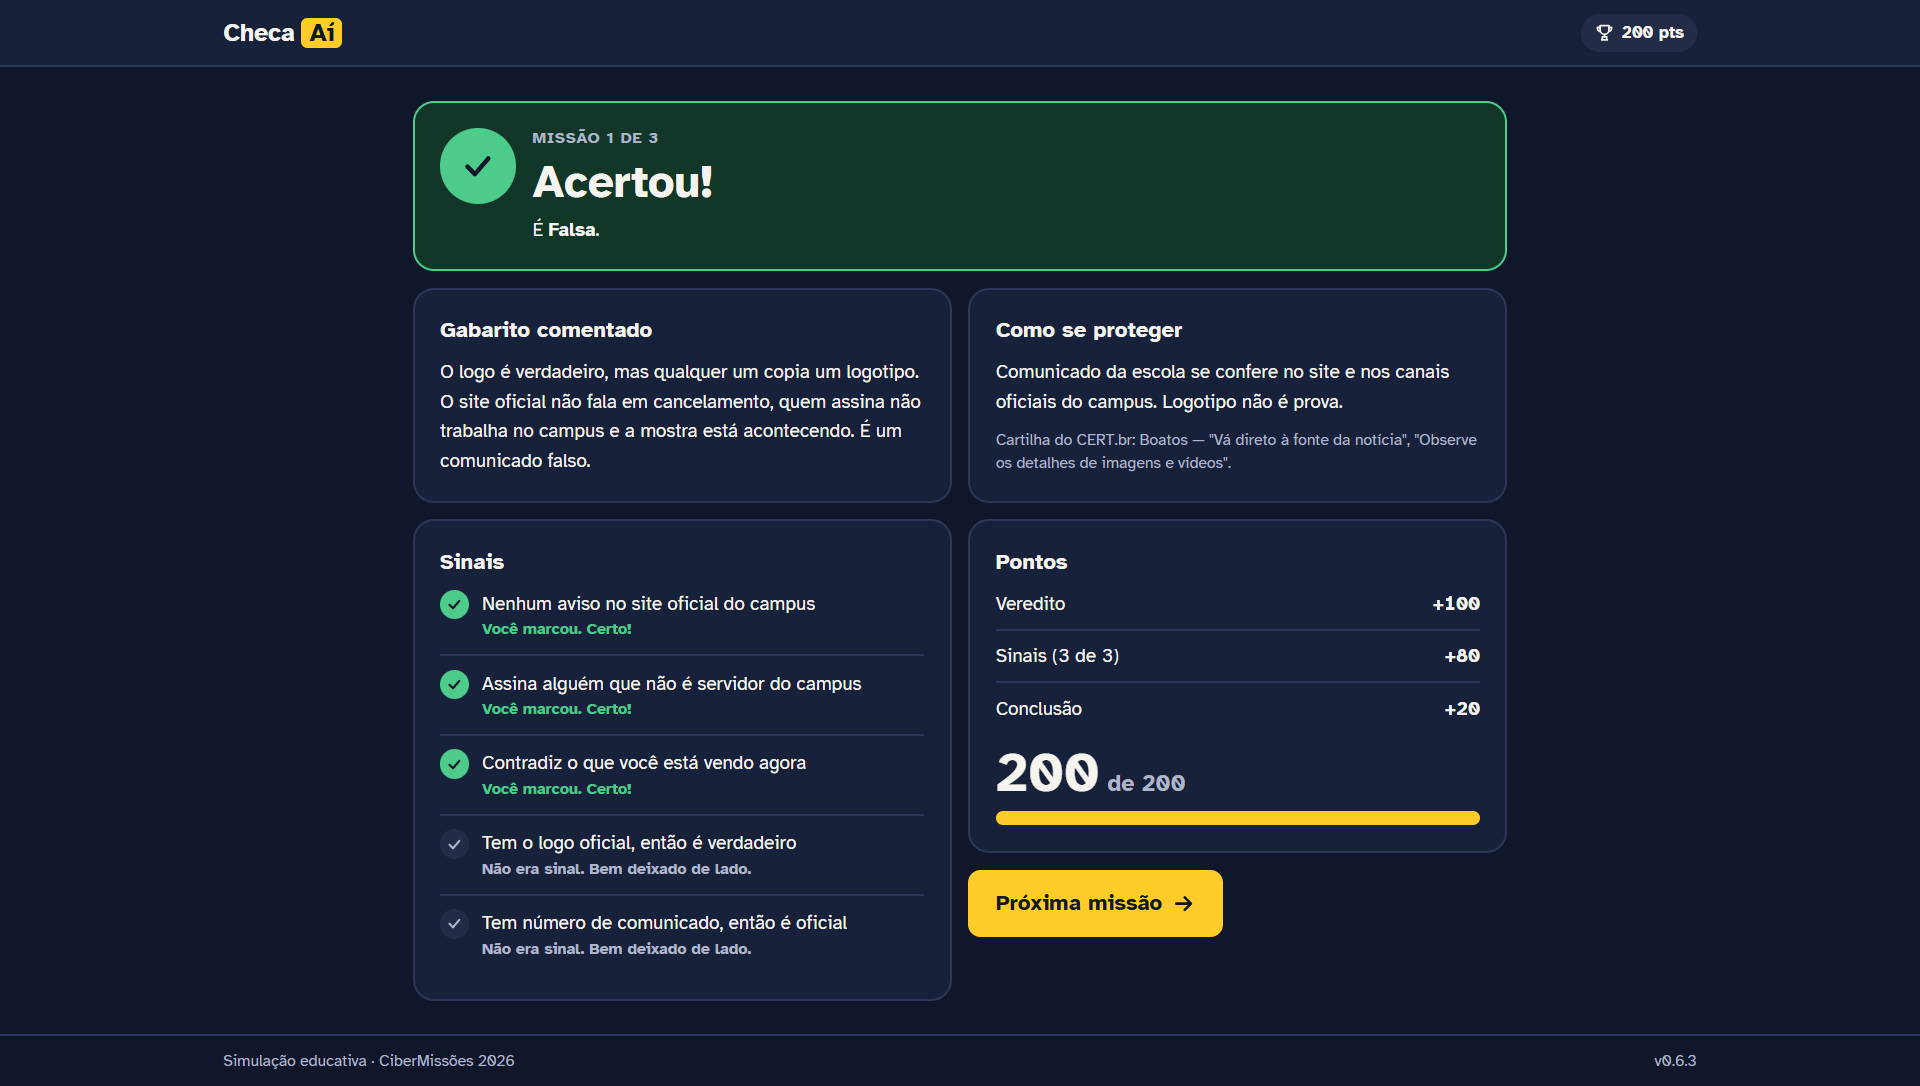 Checa Aí
200 pts
MISSÃO 1 DE 3
Acertou!
É Falsa.
Gabarito comentado
O logo é verdadeiro, mas qualquer um copia um logotipo.
O site oficial não fala em cancelamento, quem assina não
trabalha no campus e a mostra está acontecendo. É um
comunicado falso.
Como se proteger
Comunicado da escola se confere no site e nos canais
oficiais do campus. Logotipo não é prova.
Cartilha do CERT.br: Boatos — "Vá direto à fonte da notícia", "Observe
os detalhes de imagens e vídeos".
Sinais
Nenhum aviso no site oficial do campus
Você marcou. Certo!
Assina alguém que não é servidor do campus
Você marcou. Certo!
Contradiz o que você está vendo agora
Você marcou. Certo!
Tem o logo oficial, então é verdadeiro
Não era sinal. Bem deixado de lado.
Tem número de comunicado, então é oficial
Não era sinal. Bem deixado de lado.
Pontos
Veredito +100
Sinais (3 de 3) +80
Conclusão +20
200 de 200
Próxima missão →
Simulação educativa · CiberMissões 2026
v0.6.3